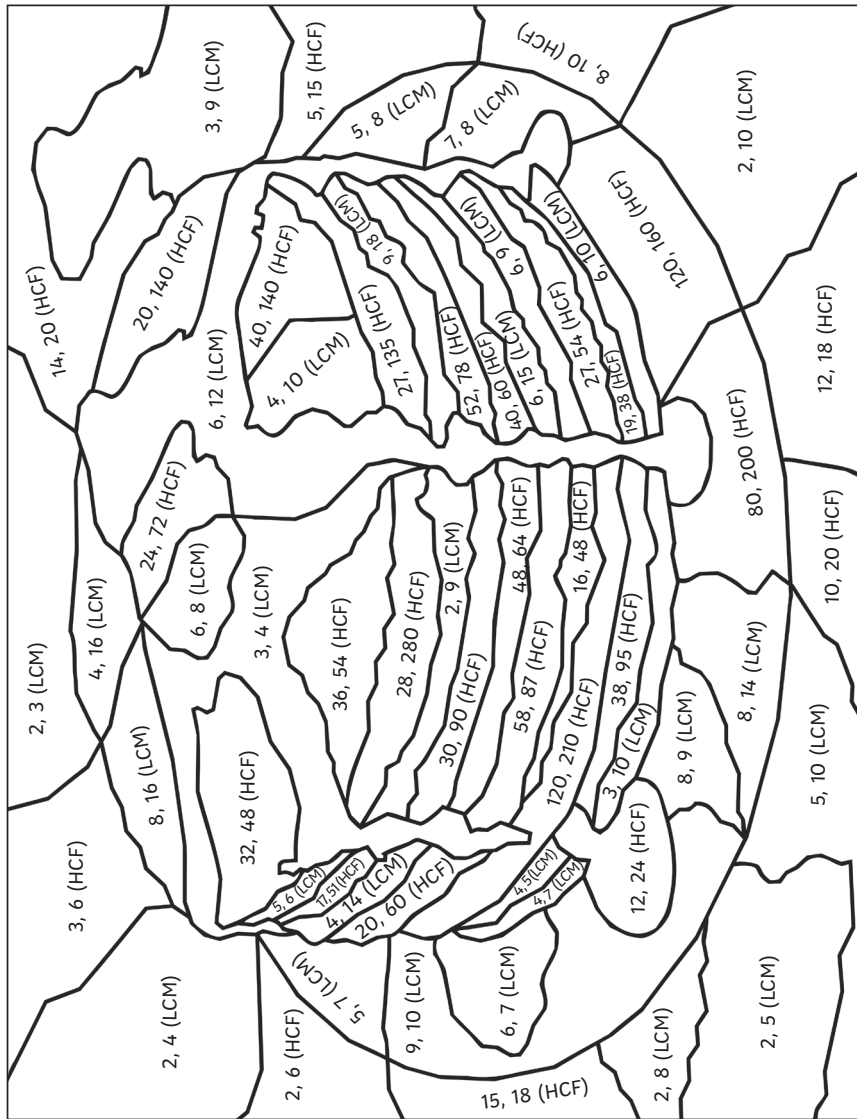 2, 3 (LCM)
14, 20 (HCF)
3, 6 (HCF)
4, 16 (LCM)
8, 16 (LCM)
24, 72 (HCF)
20, 140 (HCF)
2, 4 (LCM)
6, 8 (LCM)
6, 12 (LCM)
3, 9 (LCM)
32, 48 (HCF)
3, 4 (LCM)
40, 140 (HCF)
2, 6 (HCF)
5, 6 (LCM)
4, 10 (LCM)
5, 15 (HCF)
5, 7 (LCM)
17, 51 (HCF)
36, 54 (HCF)
27, 135 (HCF)
9, 18 (LCM)
5, 8 (LCM)
4, 14 (LCM)
28, 280 (HCF)
9, 10 (LCM)
20, 60 (HCF)
2, 9 (LCM)
52, 78 (HCF)
7, 8 (LCM)
30, 90 (HCF)
40, 60 (HCF)
15, 18 (HCF)
6, 7 (LCM)
48, 64 (HCF)
6, 15 (LCM)
6, 9 (LCM)
8, 10 (HCF)
4, 5 (LCM)
58, 87 (HCF)
4, 7 (LCM)
120, 210 (HCF)
16, 48 (HCF)
27, 54 (HCF)
6, 10 (LCM)
3, 10 (LCM)
38, 95 (HCF)
19, 38 (HCF)
12, 24 (HCF)
2, 8 (LCM)
8, 9 (LCM)
120, 160 (HCF)
8, 14 (LCM)
80, 200 (HCF)
2, 10 (LCM)
2, 5 (LCM)
5, 10 (LCM)
10, 20 (HCF)
12, 18 (HCF)